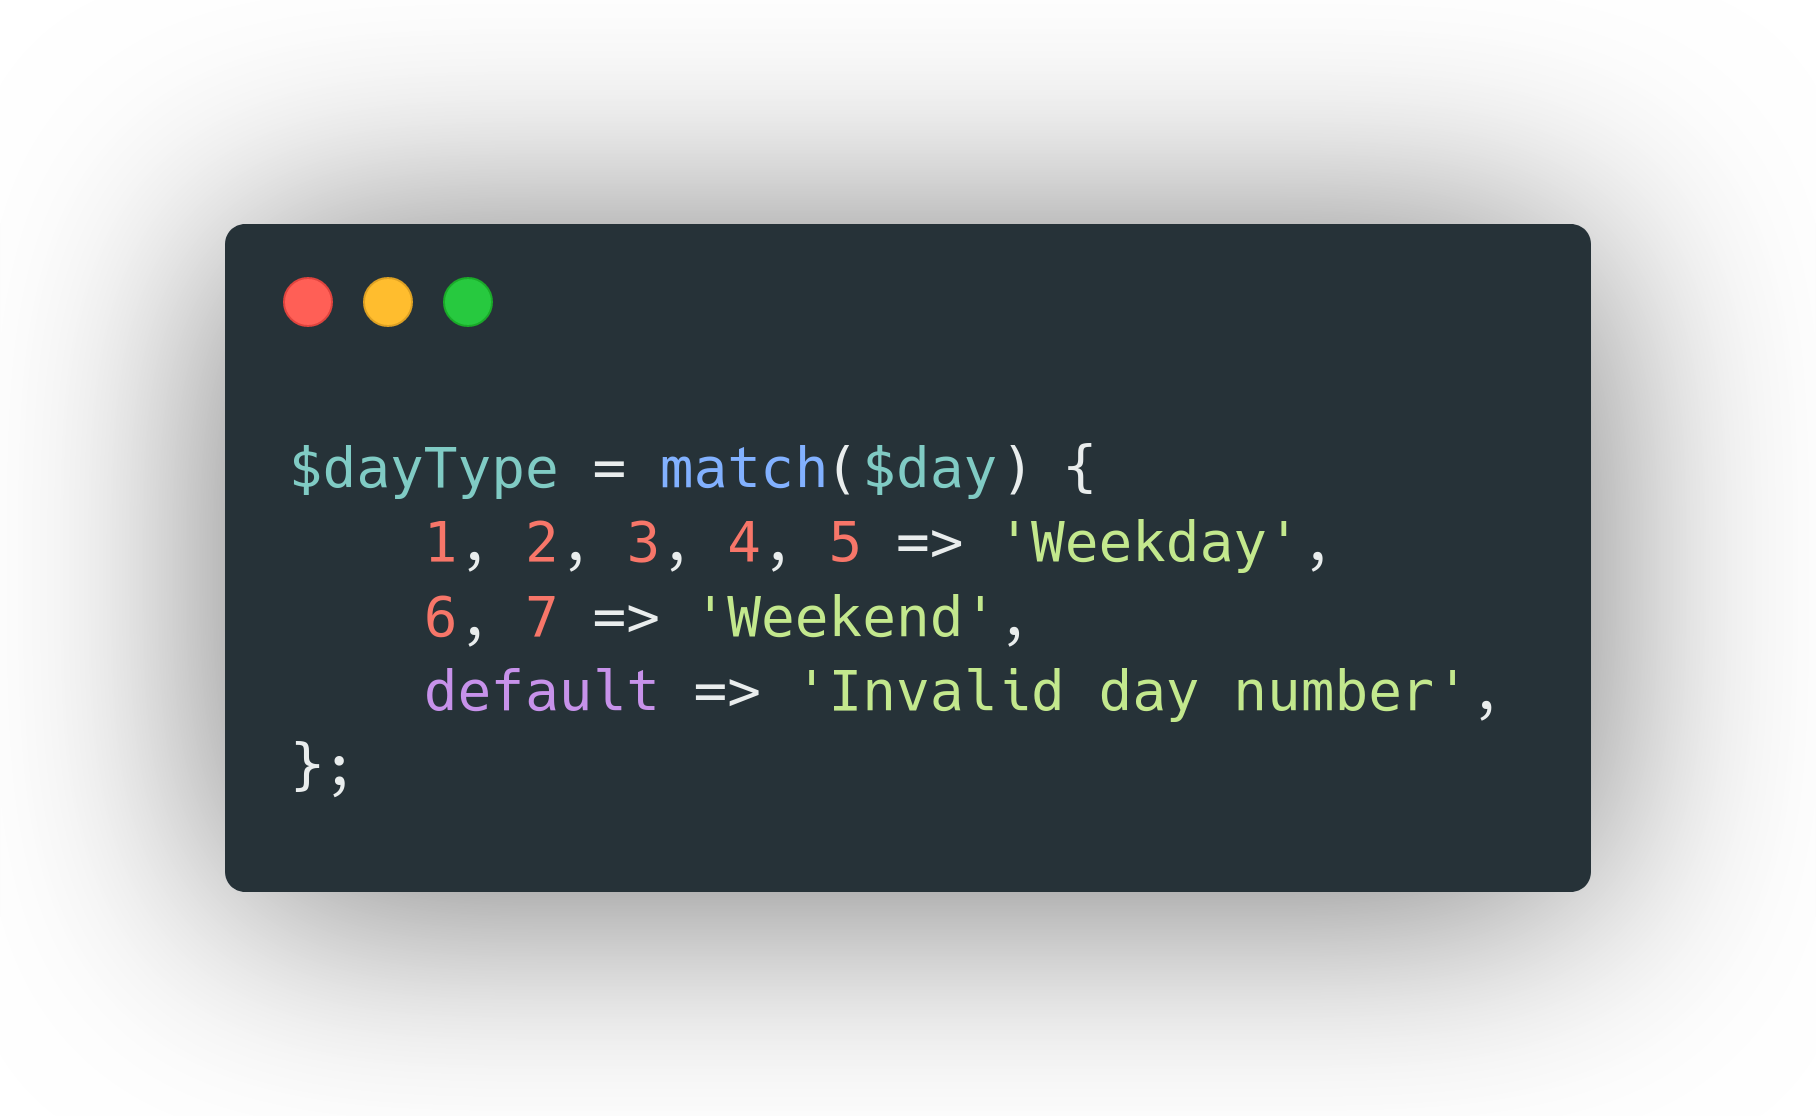 $dayType = match($day) {
    1, 2, 3, 4, 5 => 'Weekday',
    6, 7 => 'Weekend',
    default => 'Invalid day number',
};